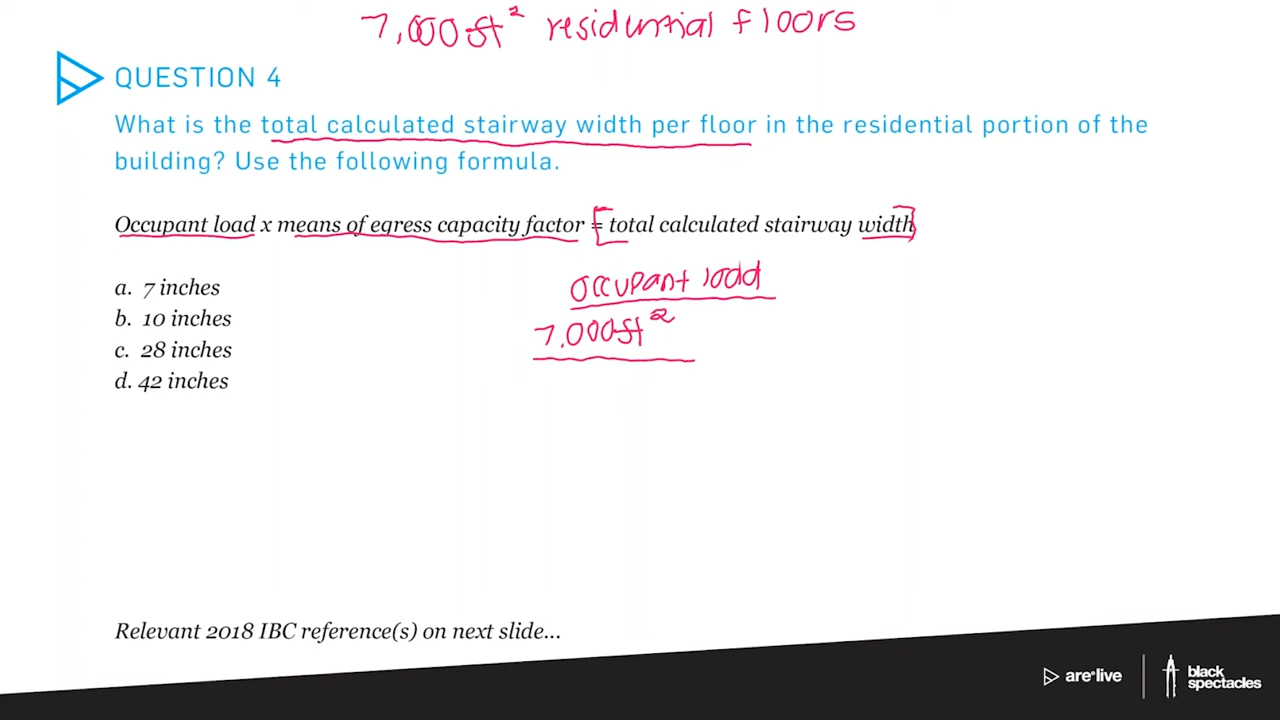 7,000 ft² residential floors
QUESTION 4
What is the total calculated stairway width per floor in the residential portion of the
building? Use the following formula.
Occupant load x means of egress capacity factor = total calculated stairway width
a. 7 inches
b. 10 inches
c. 28 inches
d. 42 inches
occupant load
7,000 ft²
Relevant 2018 IBC reference(s) on next slide...
are live
black
spectacles